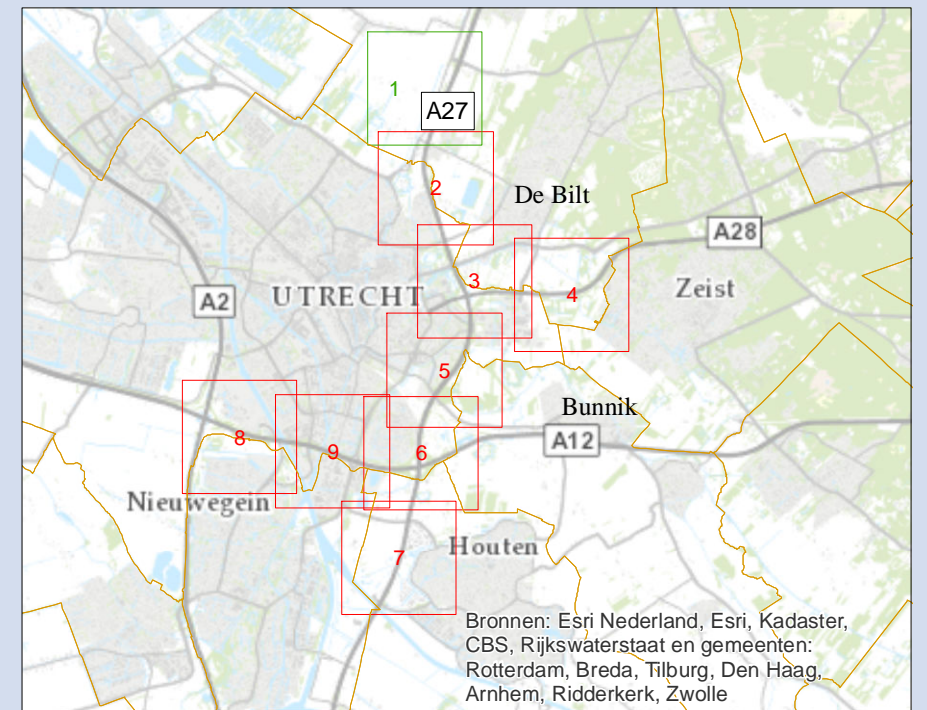 1
A27
2
De Bilt
A28
3
4
Zeist
A2
UTRECHT
5
Bunnik
8
9
6
A12
Nieuwegein
7
Houten
Bronnen: Esri Nederland, Esri, Kadaster,
CBS, Rijkswaterstaat en gemeenten:
Rotterdam, Breda, Tilburg, Den Haag,
Arnhem, Ridderkerk, Zwolle